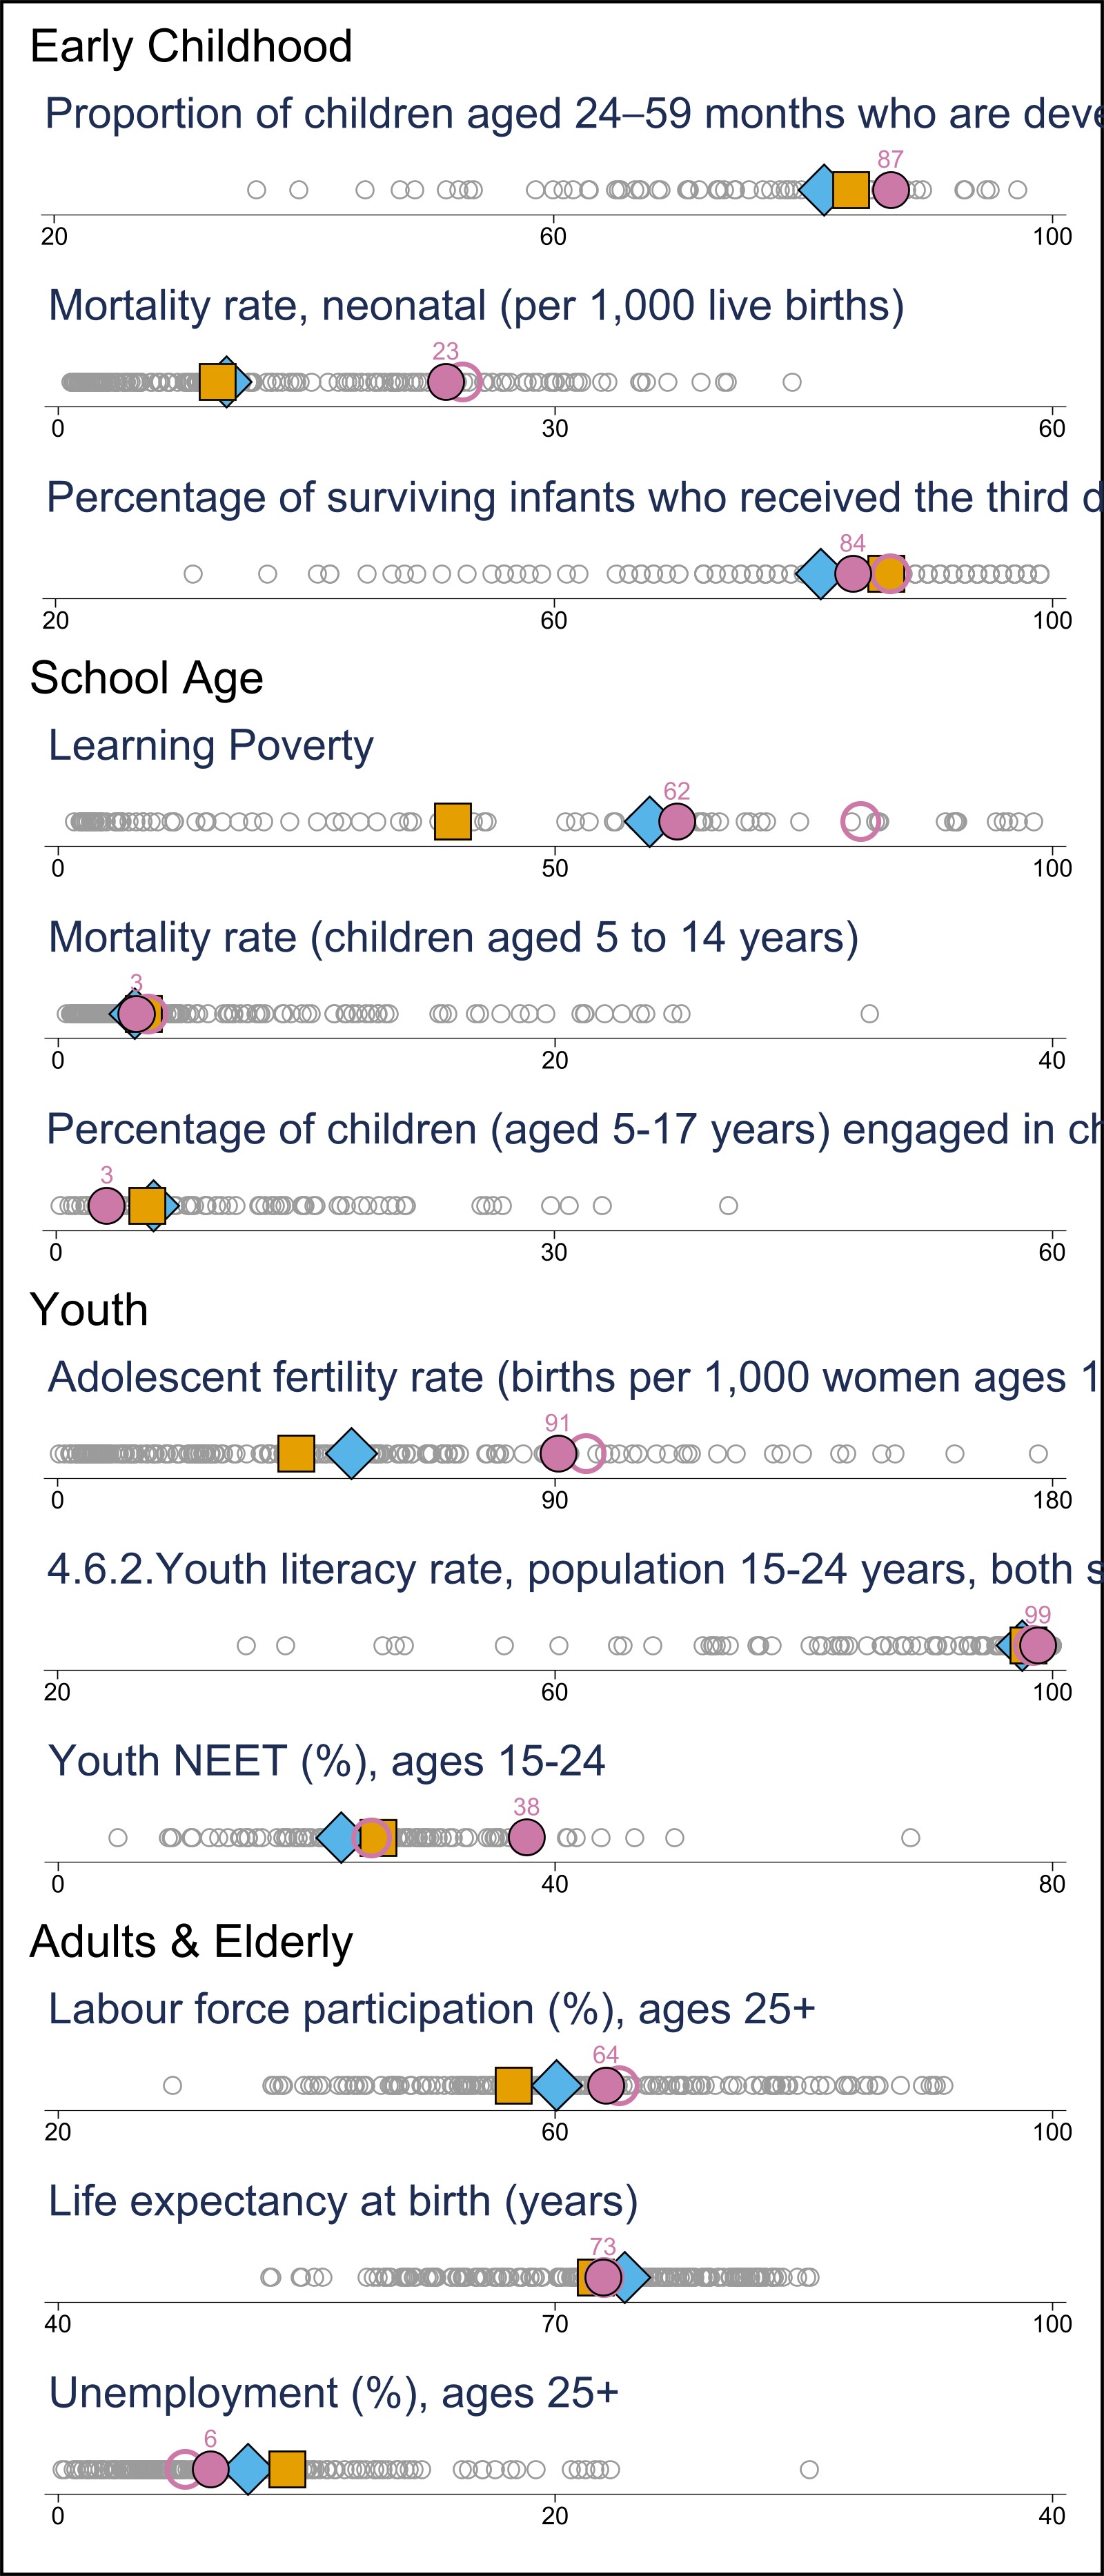 Early Childhood
Proportion of children aged 24–59 months who are deve
87
20 60 100
Mortality rate, neonatal (per 1,000 live births)
23
0 30 60
Percentage of surviving infants who received the third d
84
20 60 100
School Age
Learning Poverty
62
0 50 100
Mortality rate (children aged 5 to 14 years)
3
0 20 40
Percentage of children (aged 5-17 years) engaged in ch
3
0 30 60
Youth
Adolescent fertility rate (births per 1,000 women ages 1
91
0 90 180
4.6.2.Youth literacy rate, population 15-24 years, both s
99
20 60 100
Youth NEET (%), ages 15-24
38
0 40 80
Adults & Elderly
Labour force participation (%), ages 25+
64
20 60 100
Life expectancy at birth (years)
73
40 70 100
Unemployment (%), ages 25+
6
0 20 40